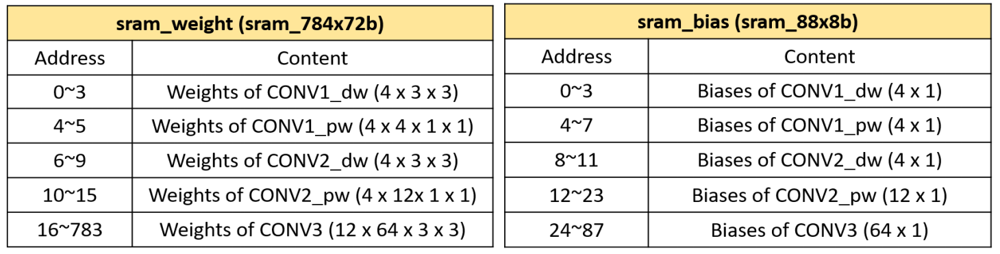 sram_weight (sram_784x72b)
Address Content
0~3 Weights of CONV1_dw (4 x 3 x 3)
4~5 Weights of CONV1_pw (4 x 4 x 1 x 1)
6~9 Weights of CONV2_dw (4 x 3 x 3)
10~15 Weights of CONV2_pw (4 x 12x 1 x 1)
16~783 Weights of CONV3 (12 x 64 x 3 x 3)
sram_bias (sram_88x8b)
Address Content
0~3 Biases of CONV1_dw (4 x 1)
4~7 Biases of CONV1_pw (4 x 1)
8~11 Biases of CONV2_dw (4 x 1)
12~23 Biases of CONV2_pw (12 x 1)
24~87 Biases of CONV3 (64 x 1)